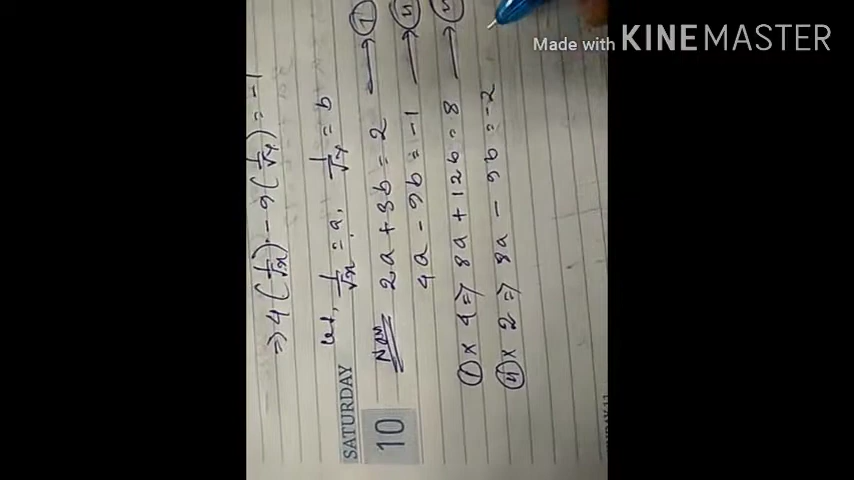 Made with KINEMASTER
⇒ 4(1/√x) - 9(1/√y) = -1
let, 1/√x = a, 1/√y = b
SATURDAY
10
Now 2a + 3b = 2 → (I)
4a - 9b = -1 → (II)
(I) × 4 ⇒ 8a + 12b = 8 →
(II) × 2 ⇒ 8a - 9b = -2